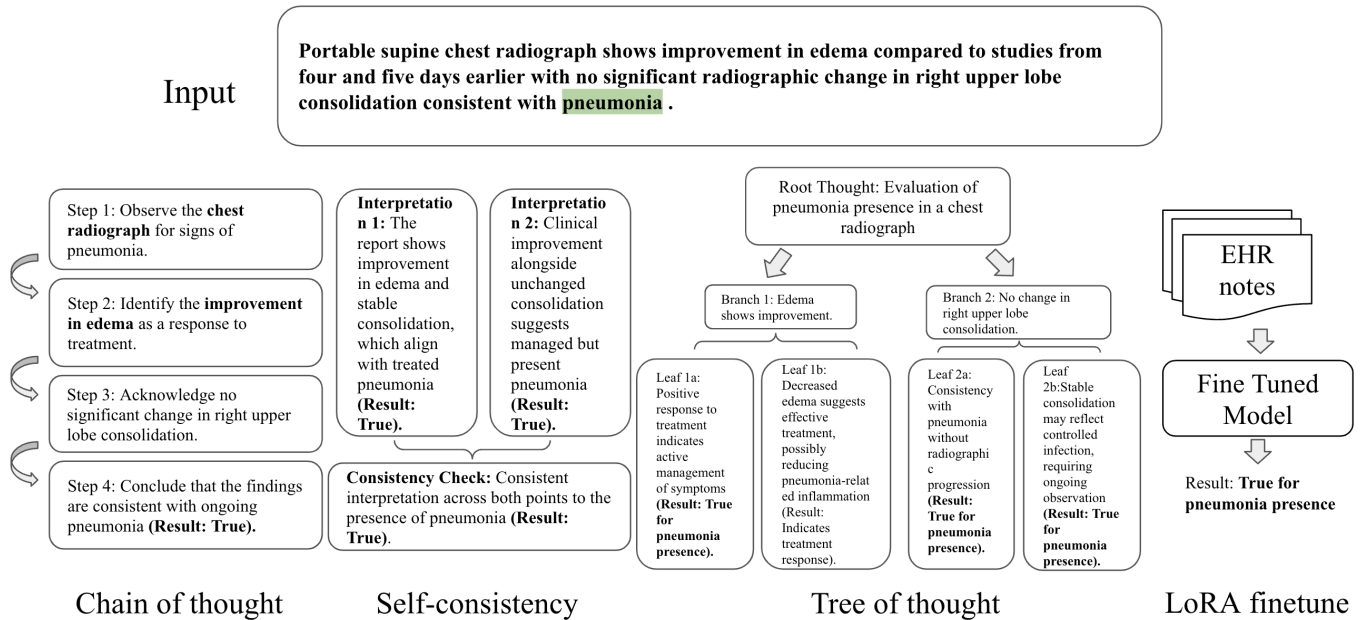 Input
Portable supine chest radiograph shows improvement in edema compared to studies from
four and five days earlier with no significant radiographic change in right upper lobe
consolidation consistent with pneumonia .
Step 1: Observe the chest
radiograph for signs of
pneumonia.
Step 2: Identify the improvement
in edema as a response to
treatment.
Step 3: Acknowledge no
significant change in right upper
lobe consolidation.
Step 4: Conclude that the findings
are consistent with ongoing
pneumonia (Result: True).
Chain of thought
Interpretatio
n 1: The
report shows
improvement
in edema and
stable
consolidation,
which align
with treated
pneumonia
(Result:
True).
Interpretatio
n 2: Clinical
improvement
alongside
unchanged
consolidation
suggests
managed but
present
pneumonia
(Result:
True).
Consistency Check: Consistent
interpretation across both points to the
presence of pneumonia (Result:
True).
Self-consistency
Root Thought: Evaluation of
pneumonia presence in a chest
radiograph
Branch 1: Edema
shows improvement.
Branch 2: No change in
right upper lobe
consolidation.
Leaf 1a:
Positive
response to
treatment
indicates
active
management
of symptoms
(Result: True
for
pneumonia
presence).
Leaf 1b:
Decreased
edema suggests
effective
treatment,
possibly
reducing
pneumonia-relat
ed inflammation
(Result:
Indicates
treatment
response).
Leaf 2a:
Consistency
with
pneumonia
without
radiographi
c
progression
(Result:
True for
pneumonia
presence).
Leaf
2b:Stable
consolidation
may reflect
controlled
infection,
requiring
ongoing
observation
(Result: True
for
pneumonia
presence).
Tree of thought
EHR
notes
Fine Tuned
Model
Result: True for
pneumonia presence
LoRA finetune